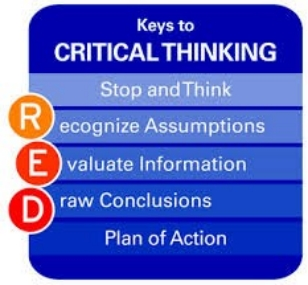 Keys to
CRITICAL THINKING
Stop and Think
Recognize Assumptions
Evaluate Information
Draw Conclusions
Plan of Action